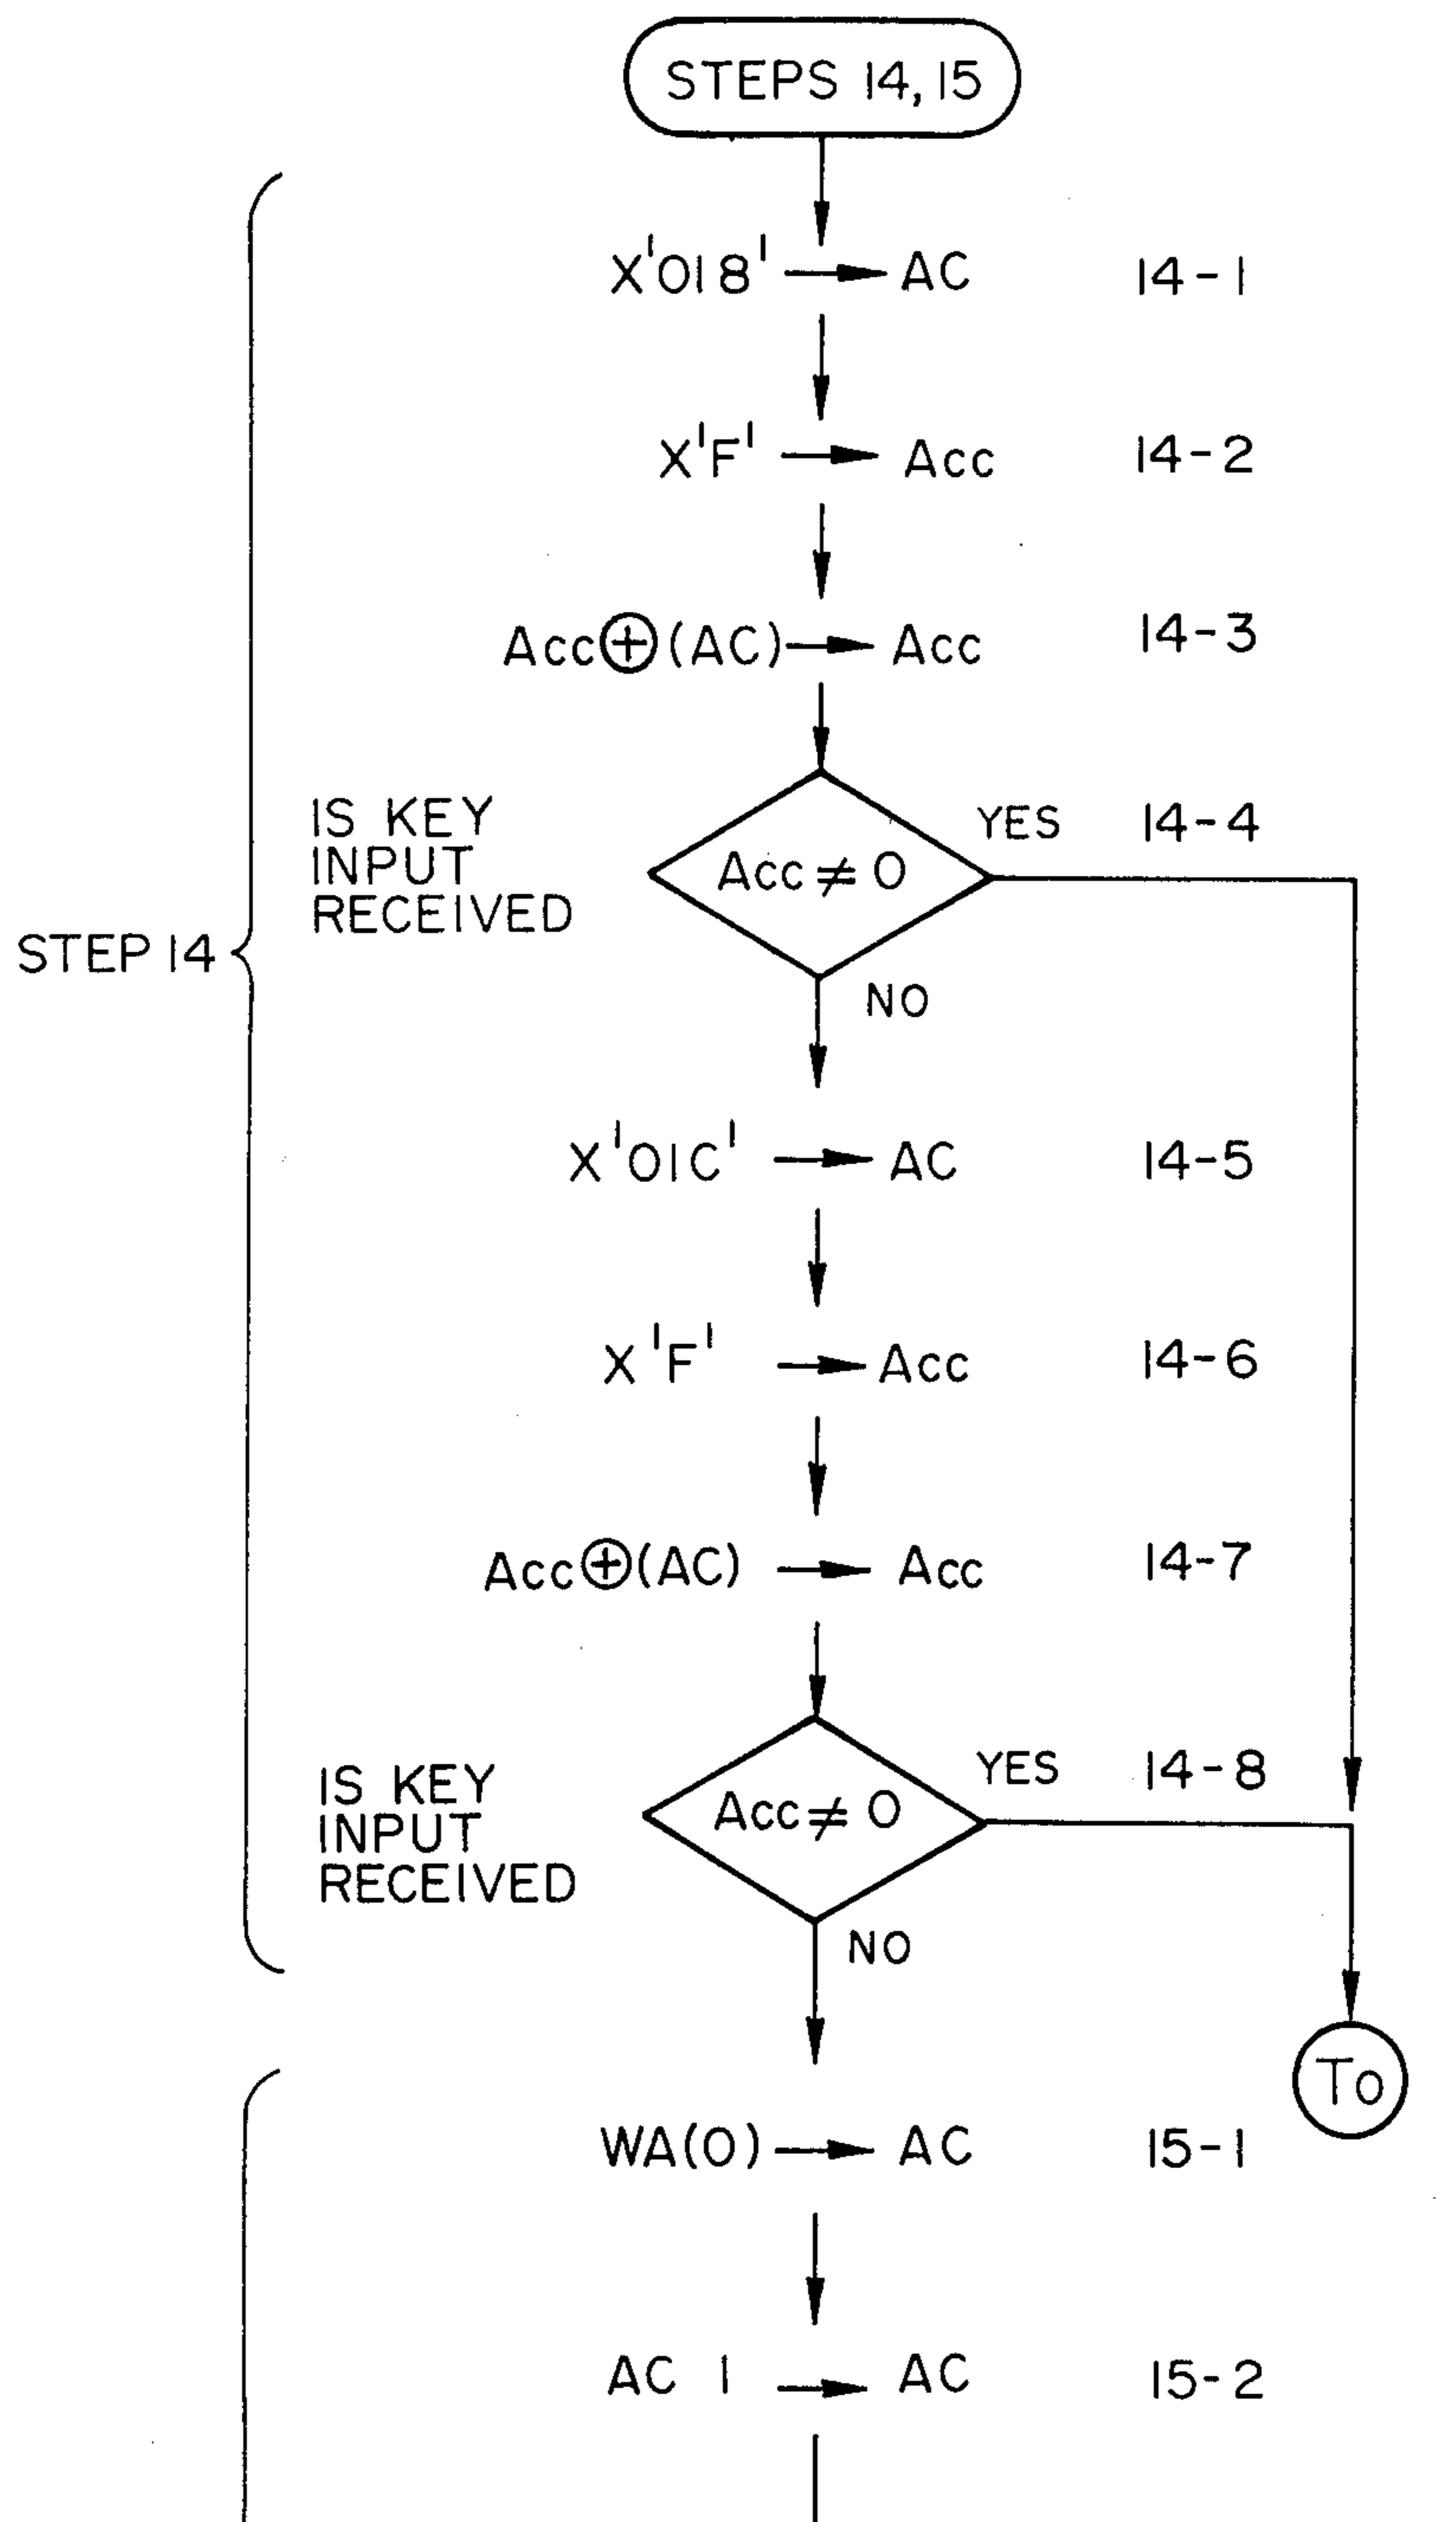 STEPS 14, 15
X'018' → AC 14-1
X'F' → Acc 14-2
Acc⊕(AC) → Acc 14-3
IS KEY
INPUT
RECEIVED
Acc ≠ 0
YES 14-4
STEP 14
NO
X'01C' → AC 14-5
X'F' → Acc 14-6
Acc⊕(AC) → Acc 14-7
IS KEY
INPUT
RECEIVED
Acc ≠ 0
YES 14-8
NO
To
WA(0) → AC 15-1
AC 1 → AC 15-2